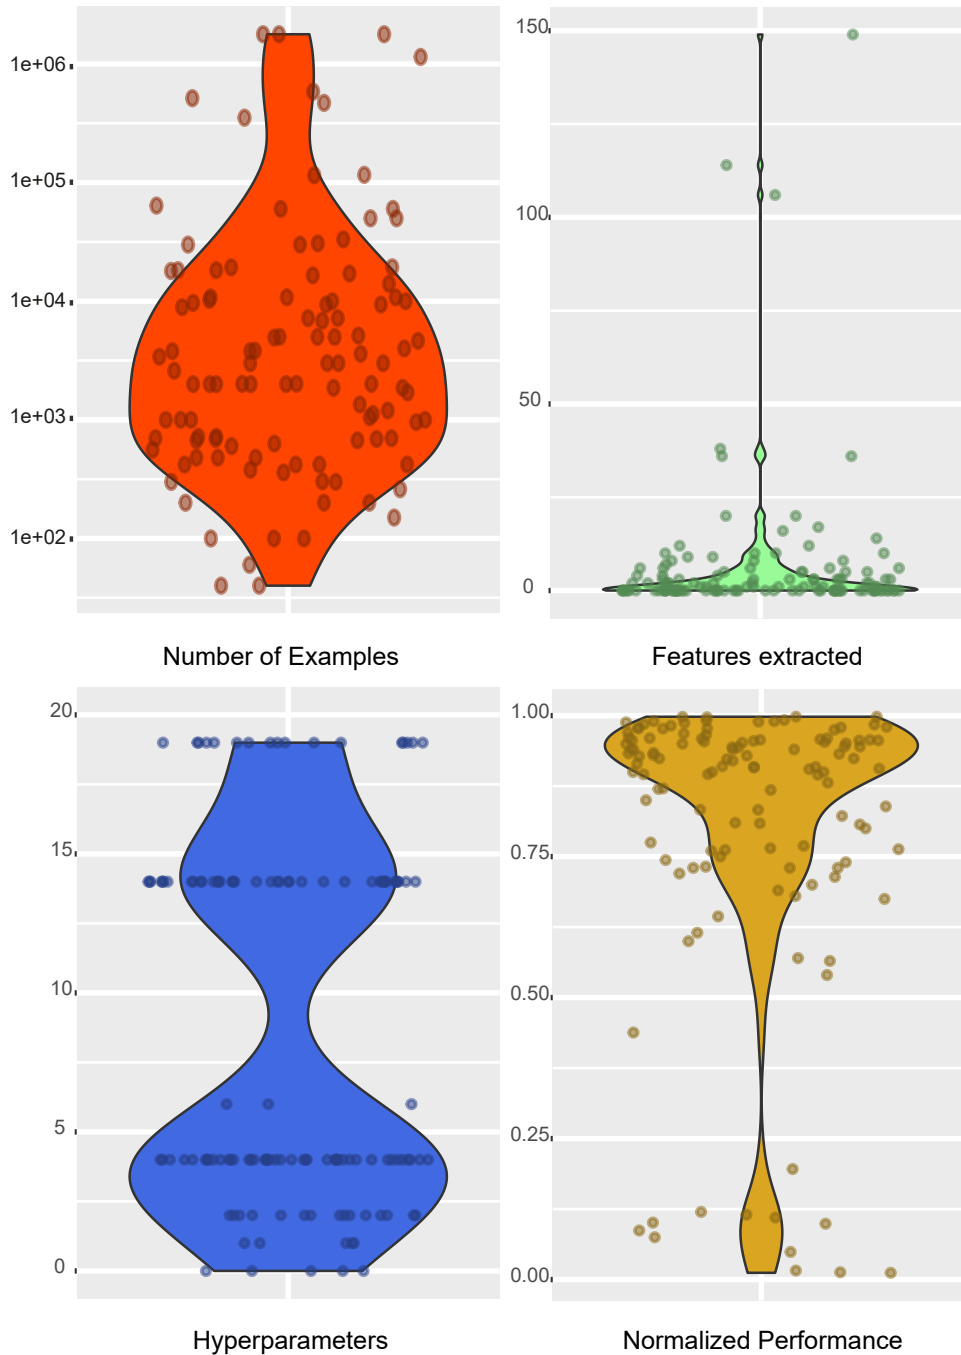 1e+06
1e+05
1e+04
1e+03
1e+02
Number of Examples
150
100
50
0
Features extracted
20
15
10
5
0
Hyperparameters
1.00
0.75
0.50
0.25
0.00
Normalized Performance